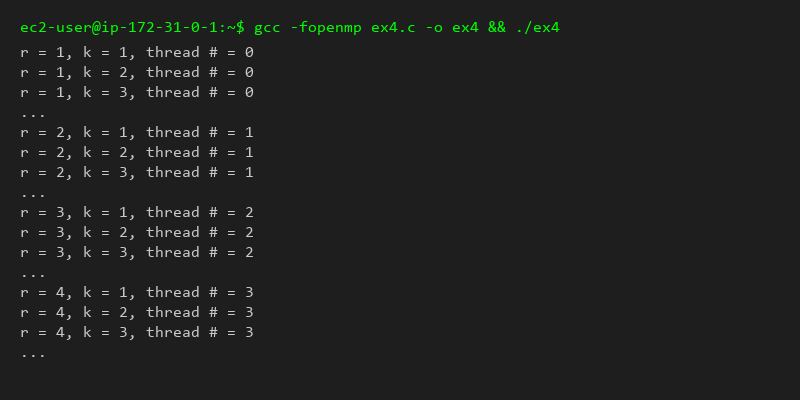 ec2-user@ip-172-31-0-1:~$ gcc -fopenmp ex4.c -o ex4 && ./ex4
r = 1, k = 1, thread # = 0
r = 1, k = 2, thread # = 0
r = 1, k = 3, thread # = 0
...
r = 2, k = 1, thread # = 1
r = 2, k = 2, thread # = 1
r = 2, k = 3, thread # = 1
...
r = 3, k = 1, thread # = 2
r = 3, k = 2, thread # = 2
r = 3, k = 3, thread # = 2
...
r = 4, k = 1, thread # = 3
r = 4, k = 2, thread # = 3
r = 4, k = 3, thread # = 3
...